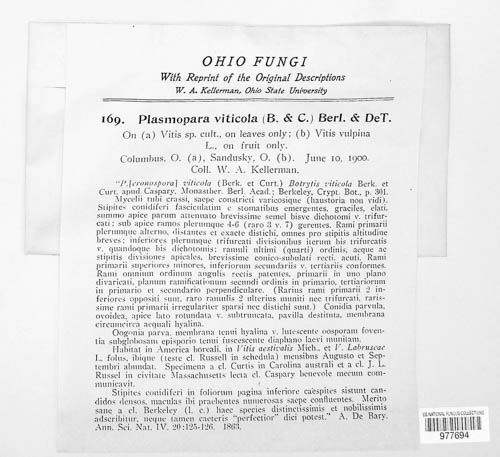 OHIO FUNGI
With Reprint of the Original Descriptions
W. A. Kellerman, Ohio State University
169. Plasmopara viticola (B. & C.) Berl. & DeT.
On (a) Vitis sp. cult., on leaves only; (b) Vitis vulpina
L., on fruit only.
Columbus, O. (a), Sandusky, O. (b). June 10, 1900.
Coll. W. A. Kellerman.
"P.[eronospora] viticola (Berk. et Curt.) Botrytis viticola Berk. et
Curt. apud Caspary, Monastber. Berl. Acad.; Berkeley, Crypt. Bot., p. 301.
Mycelii tubi crassi, saepe constricti varicosique (haustoria non vidi).
Stipites conidiferi fasciculatim e stomatibus emergentes, graciles, elati,
summo apice parum attenuato brevissime semel bisve dichotomi v. trifur-
cati; sub apice ramos plerumque 4-6 (raro 3 v. 7) gerentes. Rami primarii
plerumque alterno, distantes et exacte distichi, omnes pro stipitis altitudine
breves; inferiores plerumque trifurcati divisionibus iterum bis trifurcatis
v. quandoque bis dichotomis; ramuli ultimi (quarti) ordinis, aeque ac
stipitis divisiones apicales, brevissime conico-subulati recti, acuti. Rami
primarii superiores minores, inferiorum secundariis v. tertiariis conformes.
Rami omnium ordinum angulis rectis patentes, primarii in uno plano
divaricati, planum ramificationum secundi ordinis in primario, tertiariorum
in primario et secundario perpendiculare. (Rarius rami primarii 2 in-
feriores oppositi sunt, raro ramulis 2 ulterius muniti nec trifurcati, raris-
sime rami primarii irregulariter sparsi nec distichi sunt.) Conidia parvula,
ovoidea, apice lato rotundata v. subtruncata, pavilla destituta, membrana
circumcirca aequali hyalina.
Oogonia parva, membrana tenui hyalina v. lutescente oosporam foven-
tia subglobosam episporio tenui fuscescente diaphano laevi munitam.
Habitat in America boreali, in Vitis aestivalis Mich., et V. Labruscae
L. folus, ibique (teste cl. Russell in schedula) mensibus Augusto et Sep-
tembri abundat. Specimena a cl. Curtis in Carolina australi et a cl. J. L.
Russel in civitate Massachusetts lecta cl. Caspary benevole mecum com-
municavit.
Stipites conidiferi in foliorum pagina inferiore caespites sistunt can-
didos densos, maculas ibi praebentes numerosas saepe confluentes. Merito
sane a cl. Berkeley (l. c.) haec species distinctissimis et nobilissimis
adscribitur, neque tamen caeteris "perfectior" dici potest." A. De Bary.
Ann. Sci. Nat. IV. 20:125-126. 1863.
US NATIONAL FUNGUS COLLECTIONS
977694